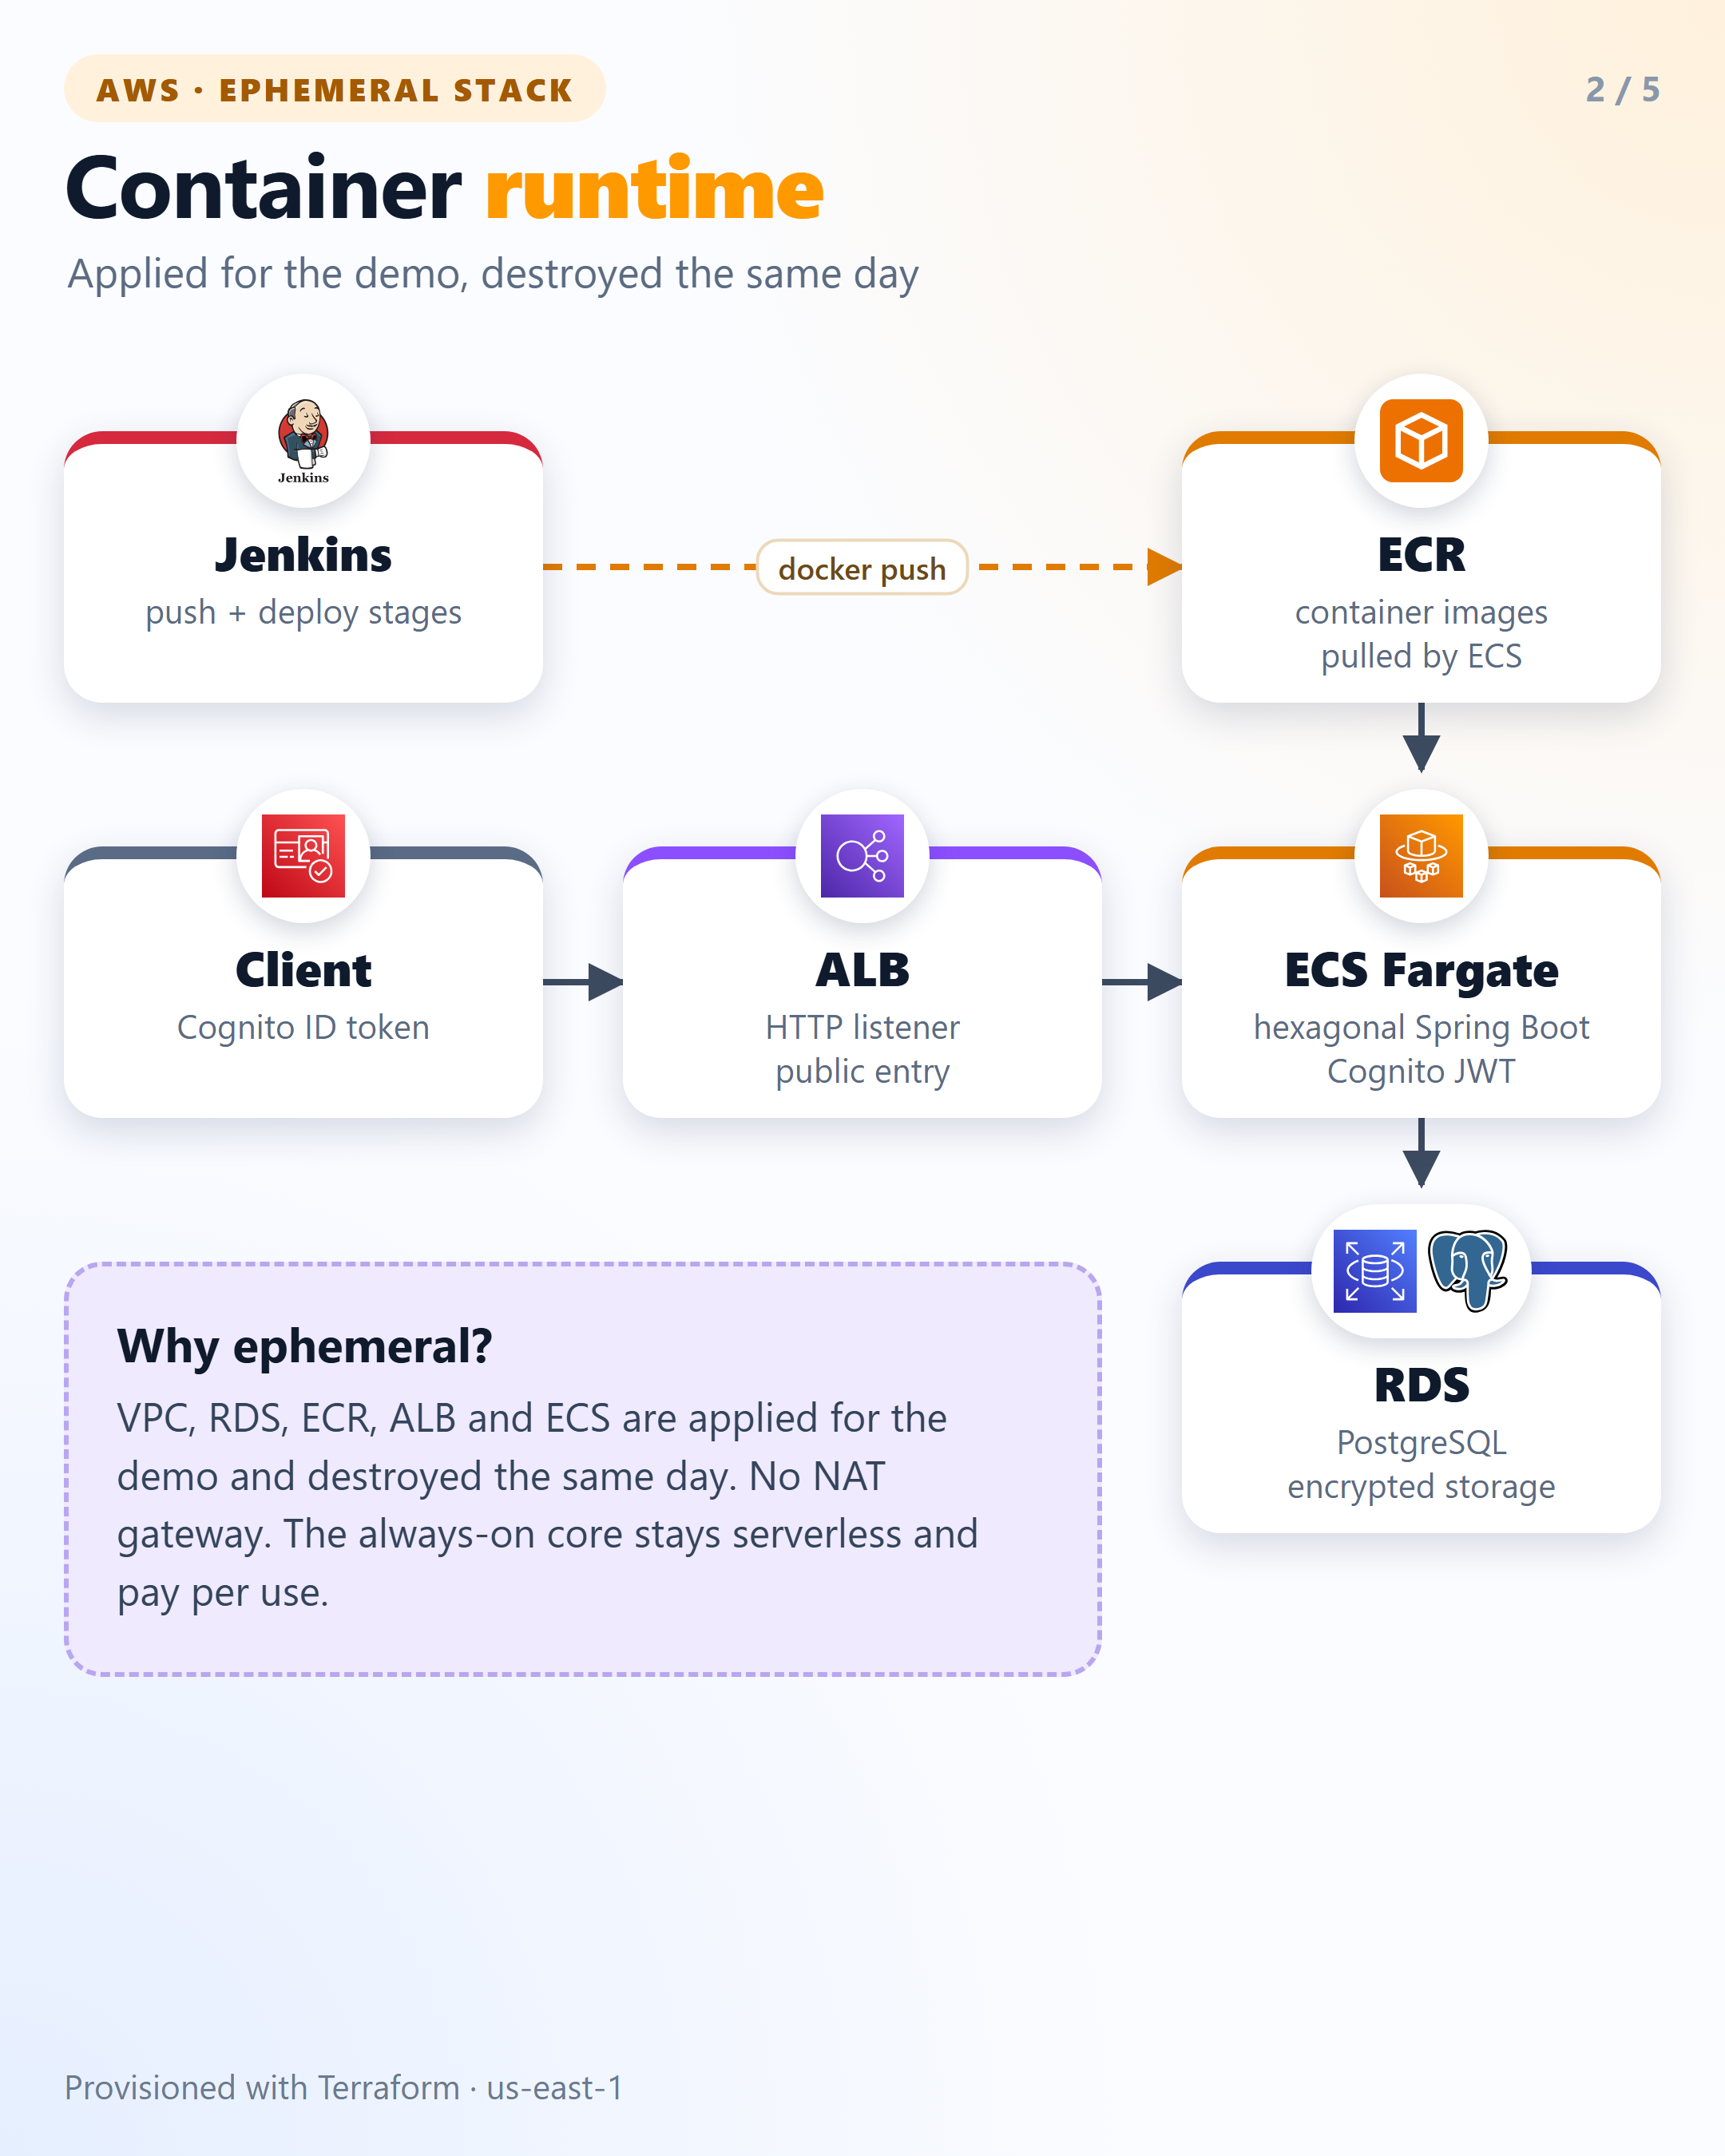 AWS · EPHEMERAL STACK
2 / 5
Container runtime
Applied for the demo, destroyed the same day
Jenkins
Jenkins
push + deploy stages
docker push
ECR
container images
pulled by ECS
Client
Cognito ID token
ALB
HTTP listener
public entry
ECS Fargate
hexagonal Spring Boot
Cognito JWT
Why ephemeral?
VPC, RDS, ECR, ALB and ECS are applied for the
demo and destroyed the same day. No NAT
gateway. The always-on core stays serverless and
pay per use.
RDS
PostgreSQL
encrypted storage
Provisioned with Terraform · us-east-1